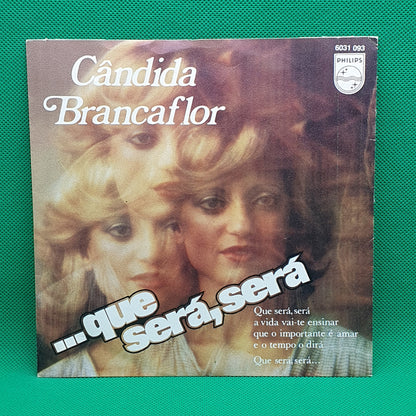 6031 093
PHILIPS
Cândida
Brancaflor
...que
será, será
Que será, será
a vida vai-te ensinar
que o importante é amar
e o tempo o dirá
Que será, será...